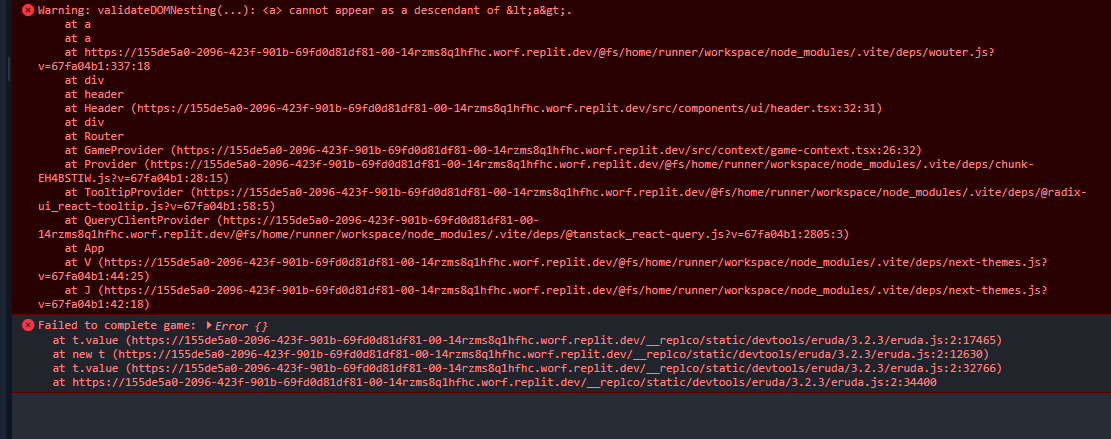 Warning: validateDOMNesting(...): <a> cannot appear as a descendant of &lt;a&gt;.
at a
at a
at https://155de5a0-2096-423f-901b-69fd0d81df81-00-14rzms8q1hfhc.worf.replit.dev/@fs/home/runner/workspace/node_modules/.vite/deps/wouter.js?
v=67fa04b1:337:18
at div
at header
at Header (https://155de5a0-2096-423f-901b-69fd0d81df81-00-14rzms8q1hfhc.worf.replit.dev/src/components/ui/header.tsx:32:31)
at div
at Router
at GameProvider (https://155de5a0-2096-423f-901b-69fd0d81df81-00-14rzms8q1hfhc.worf.replit.dev/src/context/game-context.tsx:26:32)
at Provider (https://155de5a0-2096-423f-901b-69fd0d81df81-00-14rzms8q1hfhc.worf.replit.dev/@fs/home/runner/workspace/node_modules/.vite/deps/chunk-
EH4BSTIW.js?v=67fa04b1:28:15)
at TooltipProvider (https://155de5a0-2096-423f-901b-69fd0d81df81-00-14rzms8q1hfhc.worf.replit.dev/@fs/home/runner/workspace/node_modules/.vite/deps/@radix-
ui_react-tooltip.js?v=67fa04b1:58:5)
at QueryClientProvider (https://155de5a0-2096-423f-901b-69fd0d81df81-00-
14rzms8q1hfhc.worf.replit.dev/@fs/home/runner/workspace/node_modules/.vite/deps/@tanstack_react-query.js?v=67fa04b1:2805:3)
at App
at V (https://155de5a0-2096-423f-901b-69fd0d81df81-00-14rzms8q1hfhc.worf.replit.dev/@fs/home/runner/workspace/node_modules/.vite/deps/next-themes.js?
v=67fa04b1:44:25)
at J (https://155de5a0-2096-423f-901b-69fd0d81df81-00-14rzms8q1hfhc.worf.replit.dev/@fs/home/runner/workspace/node_modules/.vite/deps/next-themes.js?
v=67fa04b1:42:18)
Failed to complete game: Error {}
at t.value (https://155de5a0-2096-423f-901b-69fd0d81df81-00-14rzms8q1hfhc.worf.replit.dev/__replco/static/devtools/eruda/3.2.3/eruda.js:2:17465)
at new t (https://155de5a0-2096-423f-901b-69fd0d81df81-00-14rzms8q1hfhc.worf.replit.dev/__replco/static/devtools/eruda/3.2.3/eruda.js:2:12630)
at t.value (https://155de5a0-2096-423f-901b-69fd0d81df81-00-14rzms8q1hfhc.worf.replit.dev/__replco/static/devtools/eruda/3.2.3/eruda.js:2:32766)
at https://155de5a0-2096-423f-901b-69fd0d81df81-00-14rzms8q1hfhc.worf.replit.dev/__replco/static/devtools/eruda/3.2.3/eruda.js:2:34400